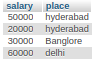 salary place
50000 hyderabad
20000 hyderabad
30000 Banglore
60000 delhi